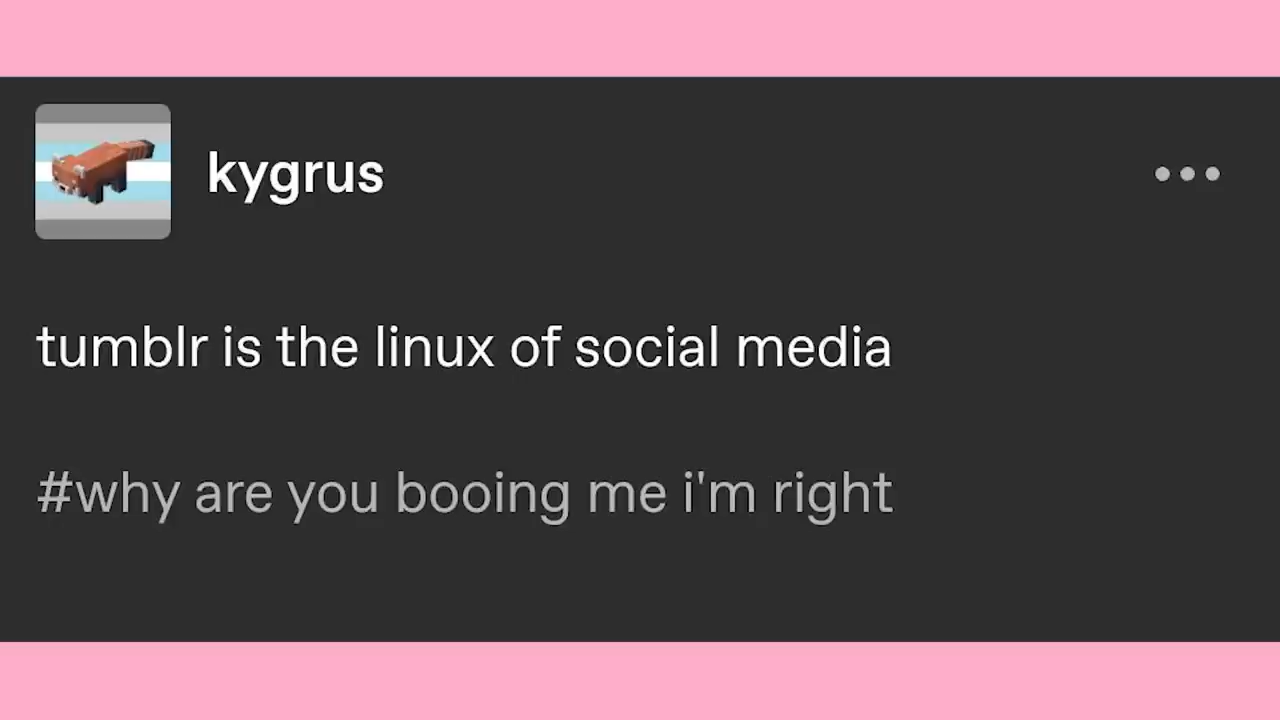 kygrus
tumblr is the linux of social media
#why are you booing me i'm right